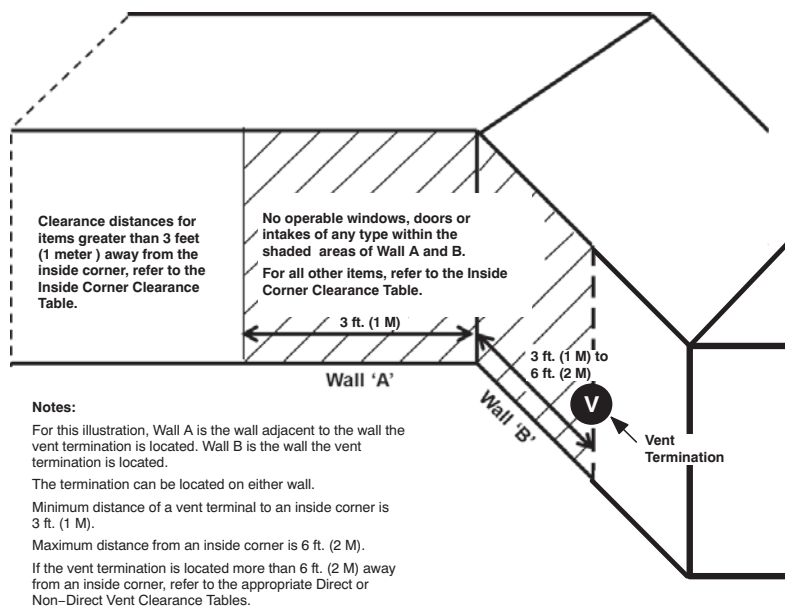 Clearance distances for
items greater than 3 feet
(1 meter ) away from the
inside corner, refer to the
Inside Corner Clearance
Table.
No operable windows, doors or
intakes of any type within the
shaded  areas of Wall A and B.
For all other items, refer to the Inside
Corner Clearance Table.
3 ft. (1 M)
3 ft. (1 M) to
6 ft. (2 M)
Wall ‘A’
Wall ‘B’
V
Vent
Termination
Notes:
For this illustration, Wall A is the wall adjacent to the wall the
vent termination is located. Wall B is the wall the vent
termination is located.
The termination can be located on either wall.
Minimum distance of a vent terminal to an inside corner is
3 ft. (1 M).
Maximum distance from an inside corner is 6 ft. (2 M).
If the vent termination is located more than 6 ft. (2 M) away
from an inside corner, refer to the appropriate Direct or
Non−Direct Vent Clearance Tables.